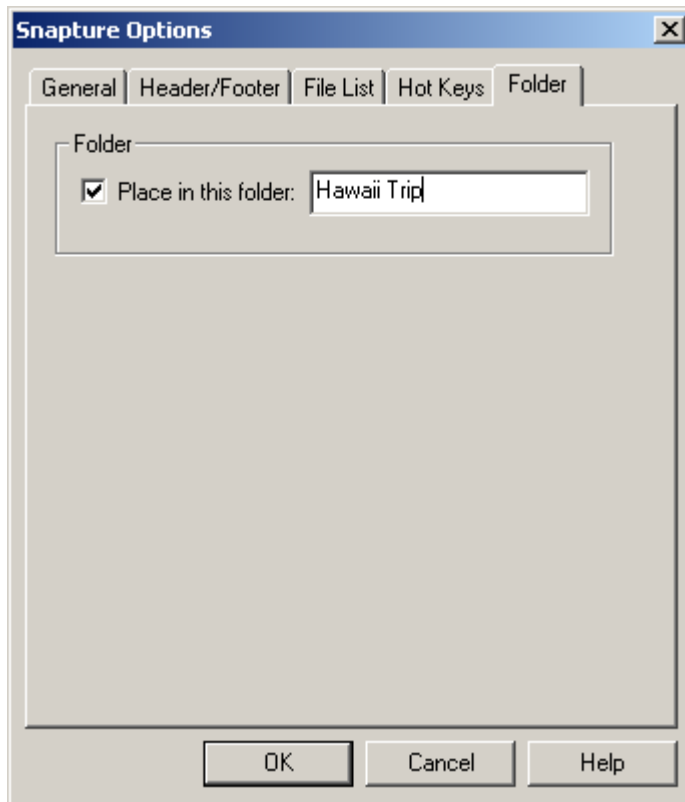 Snapture Options
General Header/Footer File List Hot Keys Folder
Folder
Place in this folder: Hawaii Trip
OK Cancel Help